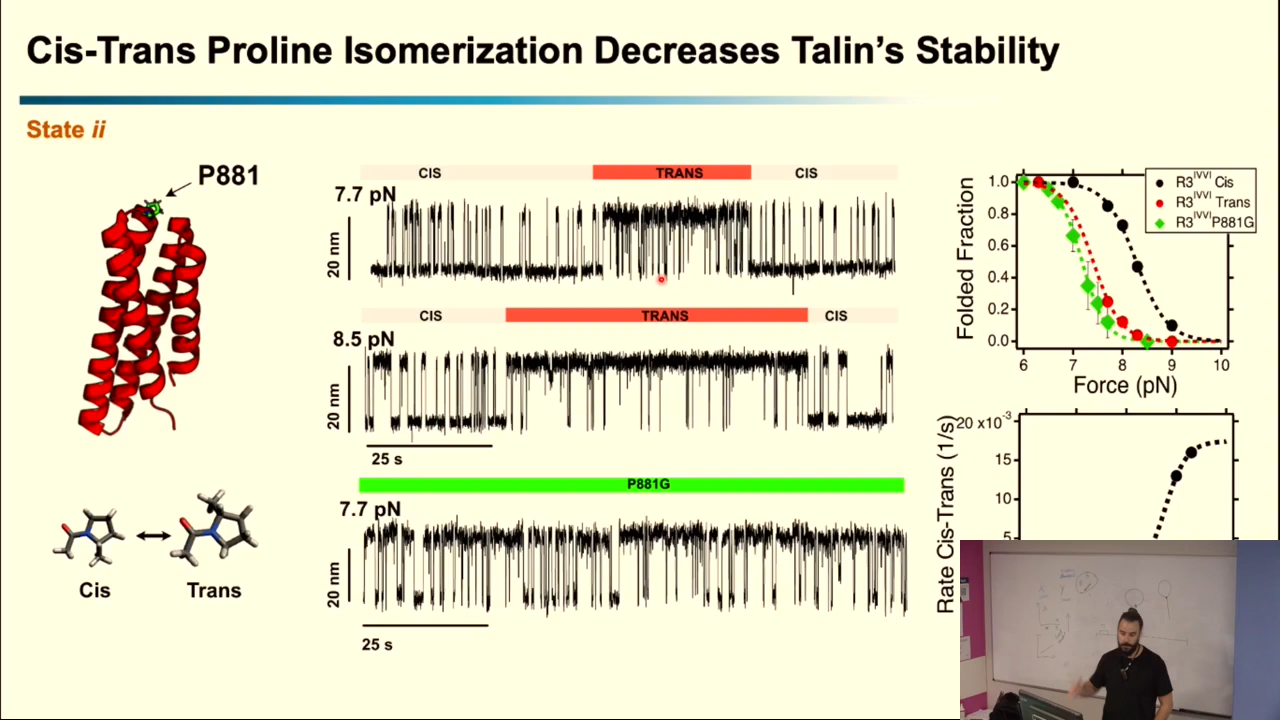 Cis-Trans Proline Isomerization Decreases Talin's Stability
State ii
P881
CIS TRANS CIS
7.7 pN
20 nm
CIS TRANS CIS
8.5 pN
20 nm
25 s
P881G
7.7 pN
20 nm
25 s
Cis
Trans
R3IVVI Cis
R3IVVI Trans
R3IVVI P881G
Folded Fraction
1.0
0.8
0.6
0.4
0.2
0.0
6 7 8 9 10
Force (pN)
Rate Cis-Trans (1/s)
20 x10-3
15
10
5